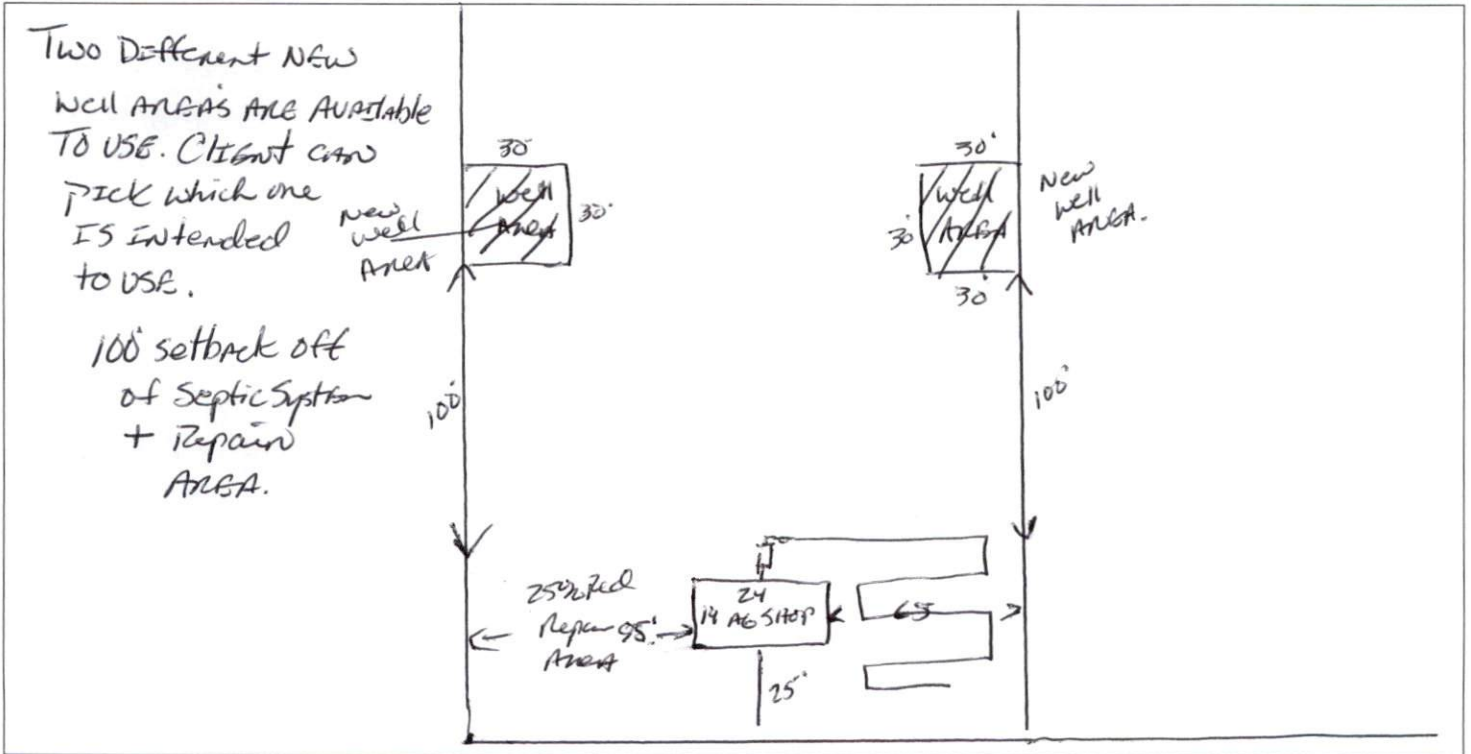 Two Different New
Well Area's are Available
To use. Client can
pick which one
is intended
to use.
100' setback off
of Septic System
+ Repair
Area.
New
Well
Area
30'
Well
Area
30'
30'
Well
Area
30'
30'
New
Well
Area.
100'
100'
25% Red
Repair
Area
95'
24
14 AG SHOP
65
25'